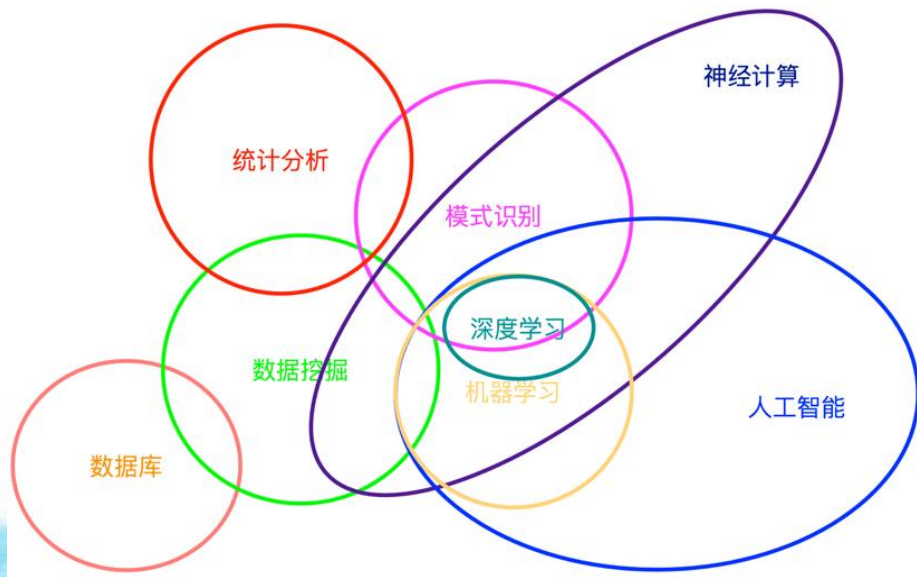 神经计算
统计分析
模式识别
深度学习
数据挖掘
机器学习
人工智能
数据库